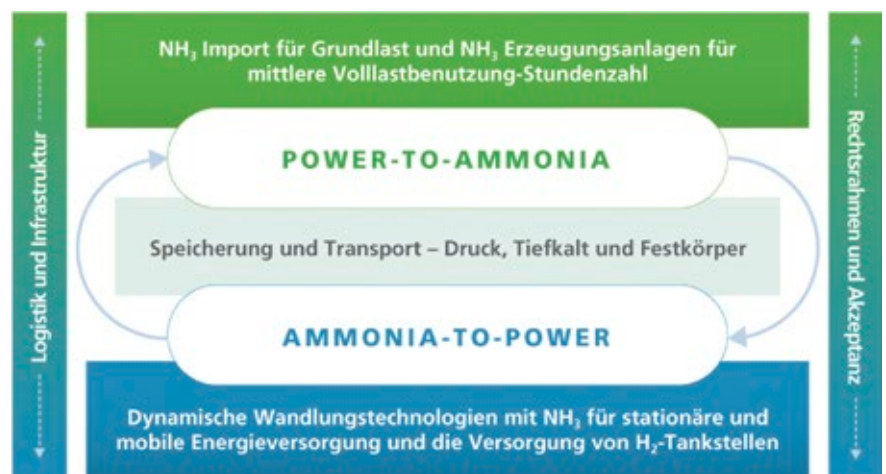 NH₃ Import für Grundlast und NH₃ Erzeugungsanlagen für
mittlere Volllastbenutzung-Stundenzahl
POWER-TO-AMMONIA
Speicherung und Transport – Druck, Tiefkalt und Festkörper
AMMONIA-TO-POWER
Dynamische Wandlungstechnologien mit NH₃ für stationäre und
mobile Energieversorgung und die Versorgung von H₂-Tankstellen
Logistik und Infrastruktur
Rechtsrahmen und Akzeptanz